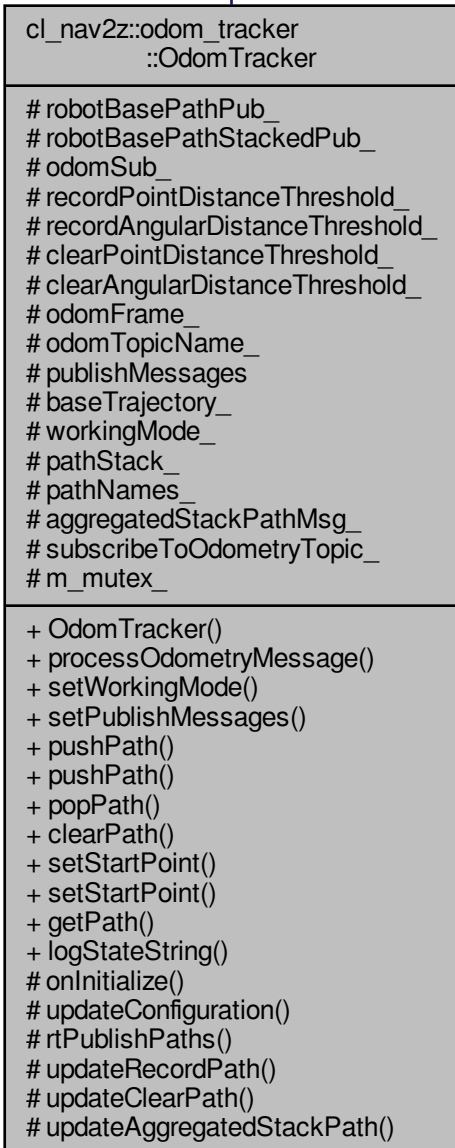 cl_nav2z::odom_tracker
::OdomTracker
# robotBasePathPub_
# robotBasePathStackedPub_
# odomSub_
# recordPointDistanceThreshold_
# recordAngularDistanceThreshold_
# clearPointDistanceThreshold_
# clearAngularDistanceThreshold_
# odomFrame_
# odomTopicName_
# publishMessages
# baseTrajectory_
# workingMode_
# pathStack_
# pathNames_
# aggregatedStackPathMsg_
# subscribeToOdometryTopic_
# m_mutex_
+ OdomTracker()
+ processOdometryMessage()
+ setWorkingMode()
+ setPublishMessages()
+ pushPath()
+ pushPath()
+ popPath()
+ clearPath()
+ setStartPoint()
+ setStartPoint()
+ getPath()
+ logStateString()
# onInitialize()
# updateConfiguration()
# rtPublishPaths()
# updateRecordPath()
# updateClearPath()
# updateAggregatedStackPath()